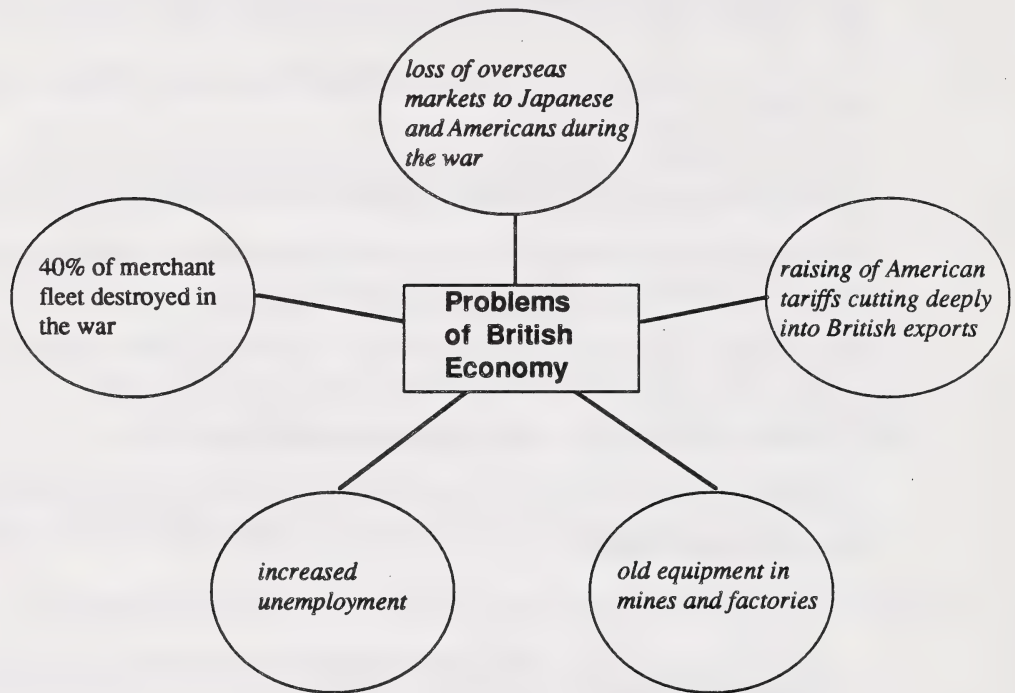 loss of overseas
markets to Japanese
and Americans during
the war
40% of merchant
fleet destroyed in
the war
Problems
of British
Economy
raising of American
tariffs cutting deeply
into British exports
increased
unemployment
old equipment in
mines and factories